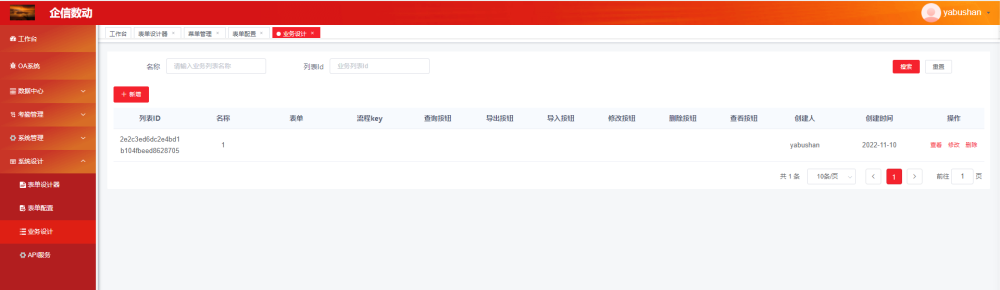 企信数动
yabushan
工作台
OA系统
数据中心
考勤管理
系统管理
系统设计
表单设计器
表单配置
业务设计
API服务
工作台 表单设计器 × 菜单管理 × 表单配置 × 业务设计 ×
名称 请输入业务列表名称 列表Id 业务列表Id 搜索 重置
+ 新增
列表ID 名称 表单 流程key 查询按钮 导出按钮 导入按钮 修改按钮 删除按钮 查看按钮 创建人 创建时间 操作
2e2c3ed6dc2e4bd1
b104fbead8628705 1 yabushan 2022-11-10 查看 修改 删除
共 1 条 10条/页 < 1 > 前往 1 页